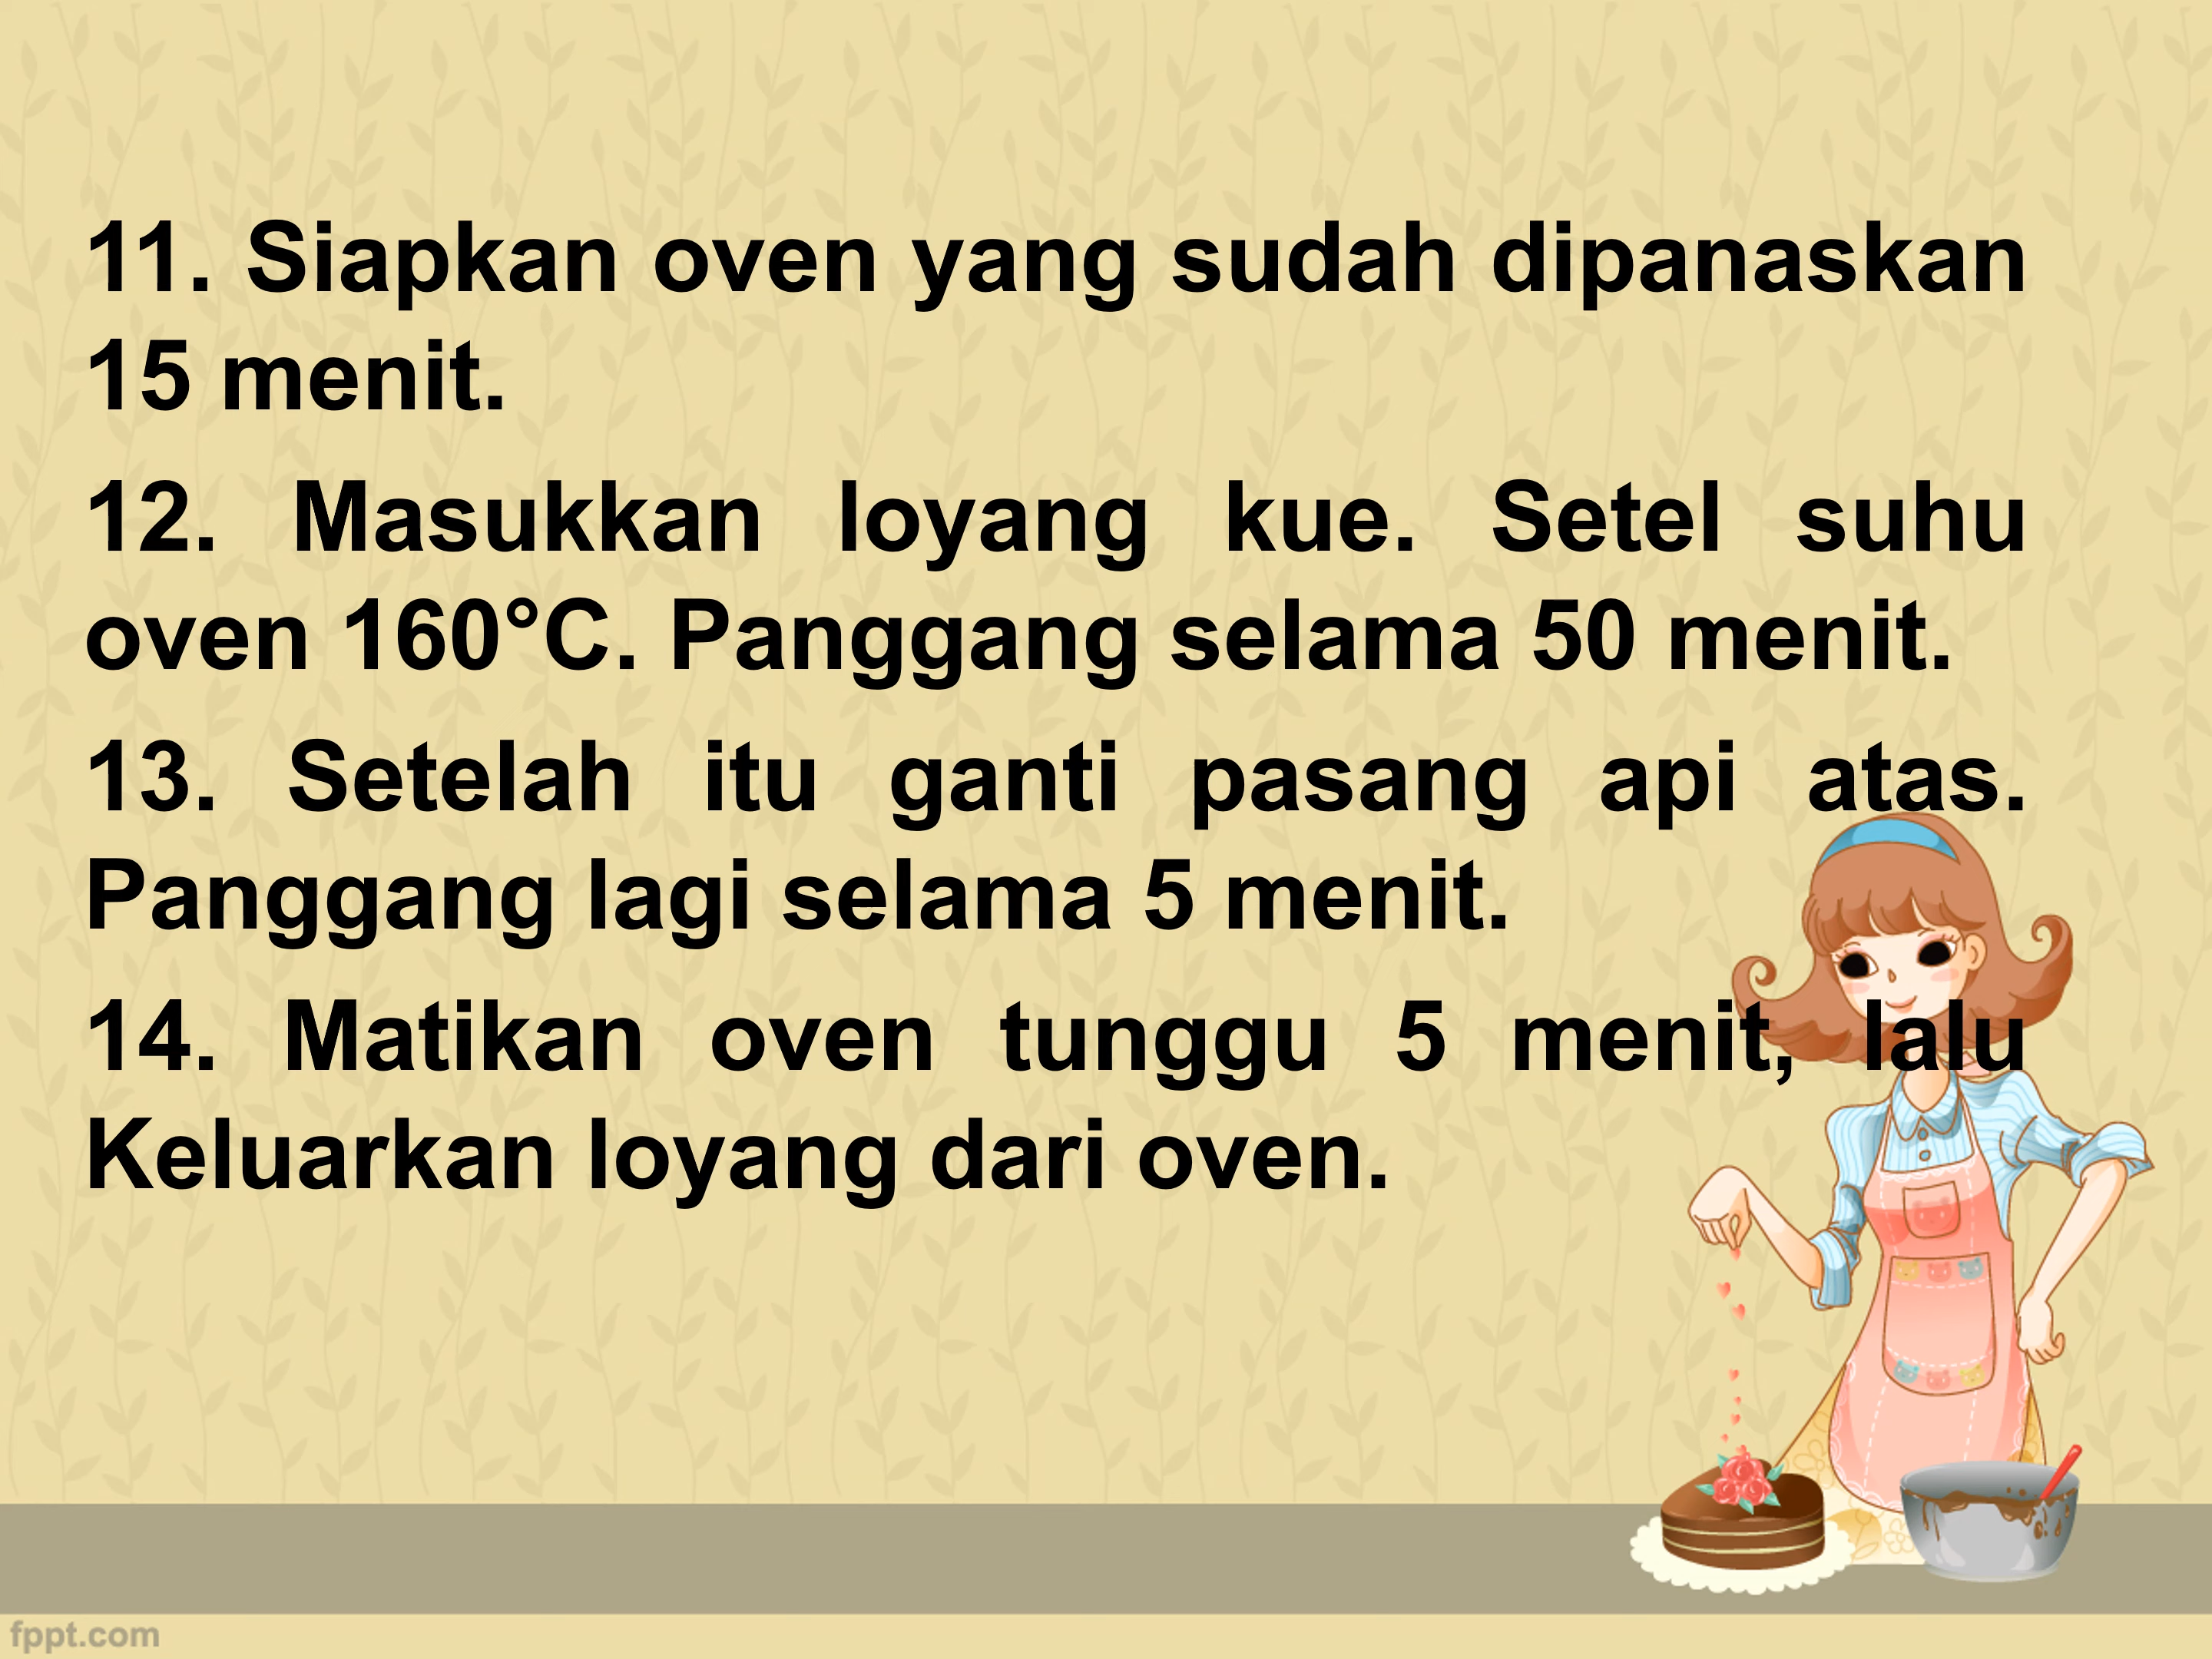 11. Siapkan oven yang sudah dipanaskan
15 menit.
12. Masukkan loyang kue. Setel suhu
oven 160°C. Panggang selama 50 menit.
13. Setelah itu ganti pasang api atas.
Panggang lagi selama 5 menit.
14. Matikan oven tunggu 5 menit, lalu
Keluarkan loyang dari oven.
fppt.com